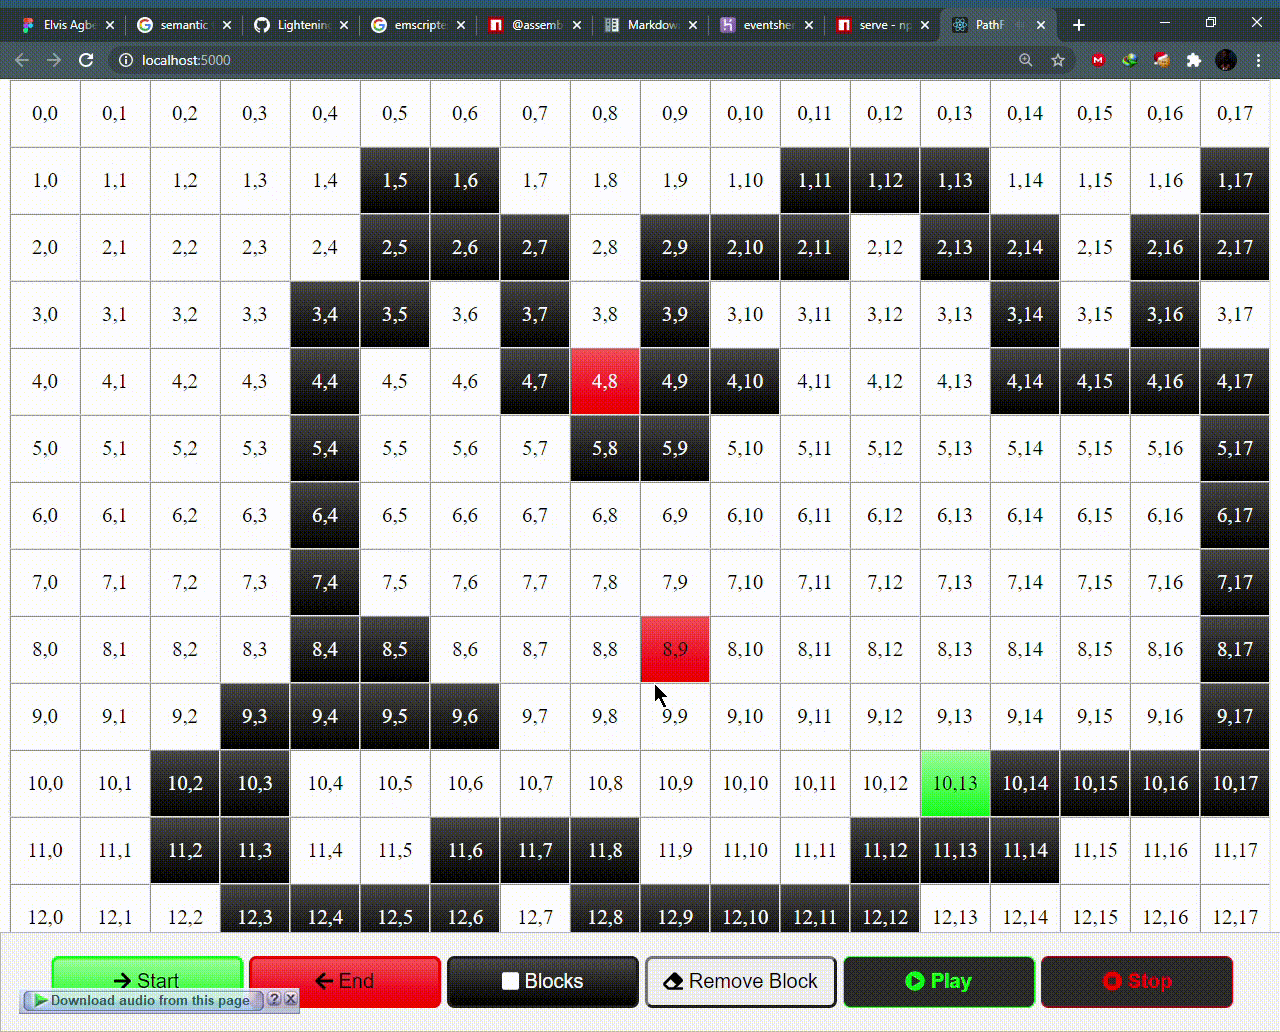 Elvis Agbe semantic Lightenin emscripte @assemb Markdow eventsher serve - np PathF
localhost:5000
0,0 0,1 0,2 0,3 0,4 0,5 0,6 0,7 0,8 0,9 0,10 0,11 0,12 0,13 0,14 0,15 0,16 0,17
1,0 1,1 1,2 1,3 1,4 1,5 1,6 1,7 1,8 1,9 1,10 1,11 1,12 1,13 1,14 1,15 1,16 1,17
2,0 2,1 2,2 2,3 2,4 2,5 2,6 2,7 2,8 2,9 2,10 2,11 2,12 2,13 2,14 2,15 2,16 2,17
3,0 3,1 3,2 3,3 3,4 3,5 3,6 3,7 3,8 3,9 3,10 3,11 3,12 3,13 3,14 3,15 3,16 3,17
4,0 4,1 4,2 4,3 4,4 4,5 4,6 4,7 4,8 4,9 4,10 4,11 4,12 4,13 4,14 4,15 4,16 4,17
5,0 5,1 5,2 5,3 5,4 5,5 5,6 5,7 5,8 5,9 5,10 5,11 5,12 5,13 5,14 5,15 5,16 5,17
6,0 6,1 6,2 6,3 6,4 6,5 6,6 6,7 6,8 6,9 6,10 6,11 6,12 6,13 6,14 6,15 6,16 6,17
7,0 7,1 7,2 7,3 7,4 7,5 7,6 7,7 7,8 7,9 7,10 7,11 7,12 7,13 7,14 7,15 7,16 7,17
8,0 8,1 8,2 8,3 8,4 8,5 8,6 8,7 8,8 8,9 8,10 8,11 8,12 8,13 8,14 8,15 8,16 8,17
9,0 9,1 9,2 9,3 9,4 9,5 9,6 9,7 9,8 9,9 9,10 9,11 9,12 9,13 9,14 9,15 9,16 9,17
10,0 10,1 10,2 10,3 10,4 10,5 10,6 10,7 10,8 10,9 10,10 10,11 10,12 10,13 10,14 10,15 10,16 10,17
11,0 11,1 11,2 11,3 11,4 11,5 11,6 11,7 11,8 11,9 11,10 11,11 11,12 11,13 11,14 11,15 11,16 11,17
12,0 12,1 12,2 12,3 12,4 12,5 12,6 12,7 12,8 12,9 12,10 12,11 12,12 12,13 12,14 12,15 12,16 12,17
Start End Blocks Remove Block Play Stop
Download audio from this page ? X